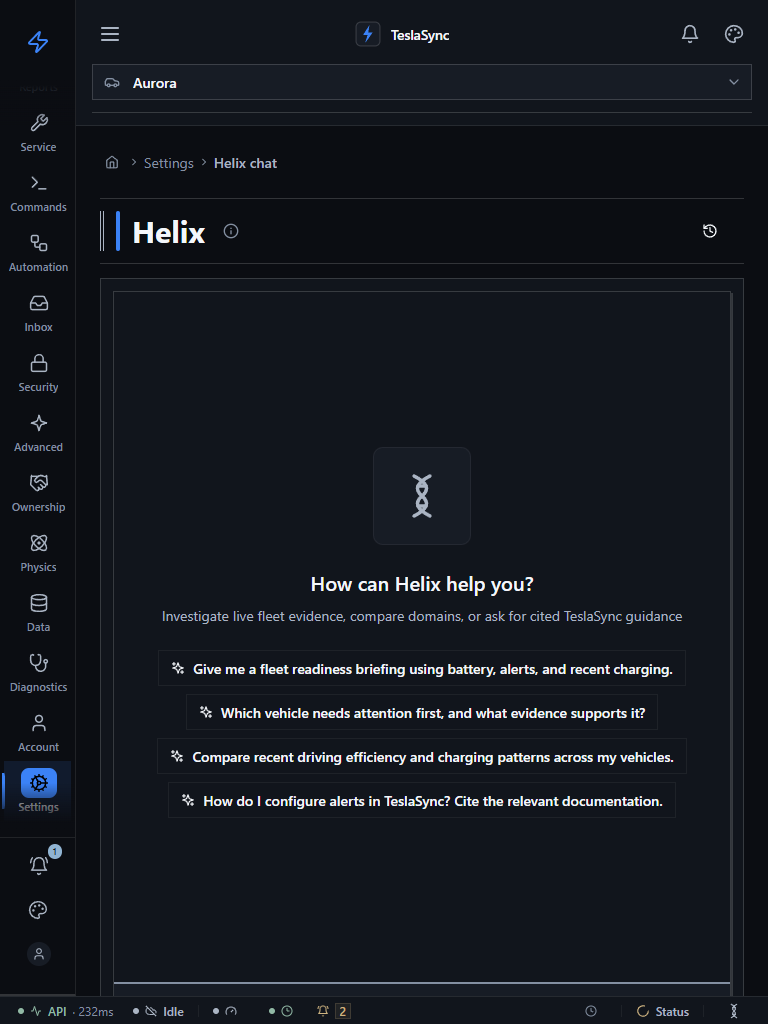 TeslaSync
Aurora
Service
Commands
Automation
Inbox
Security
Advanced
Ownership
Physics
Data
Diagnostics
Account
Settings
1
Settings
Helix chat
Helix
How can Helix help you?
Investigate live fleet evidence, compare domains, or ask for cited TeslaSync guidance
Give me a fleet readiness briefing using battery, alerts, and recent charging.
Which vehicle needs attention first, and what evidence supports it?
Compare recent driving efficiency and charging patterns across my vehicles.
How do I configure alerts in TeslaSync? Cite the relevant documentation.
API · 232ms
Idle
2
Status